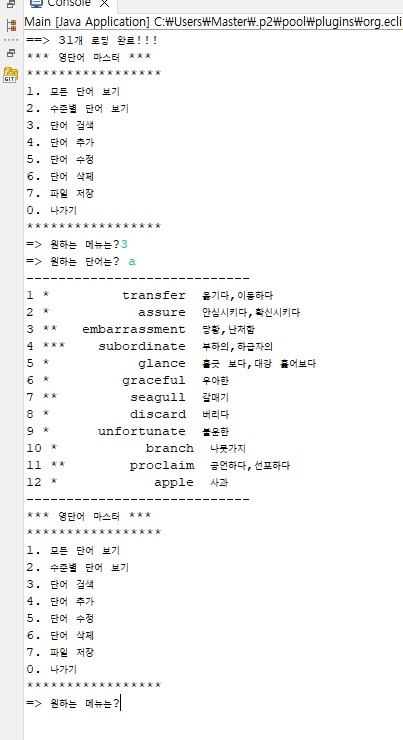 Console
Main [Java Application] C:₩Users₩Master₩.p2₩pool₩plugins₩org.ecli
==> 31개 로딩 완료!!!
*** 영단어 마스터 ***
*****************
1. 모든 단어 보기
2. 수준별 단어 보기
3. 단어 검색
4. 단어 추가
5. 단어 수정
6. 단어 삭제
7. 파일 저장
0. 나가기
*****************
=> 원하는 메뉴는?3
=> 원하는 단어는? a
----------------------------
1 * transfer 옮기다,이동하다
2 * assure 안심시키다,확신시키다
3 ** embarrassment 당황,난처함
4 *** subordinate 부하의,하급자의
5 * glance 흘긋 보다,대강 훑어보다
6 * graceful 우아한
7 ** seagull 갈매기
8 * discard 버리다
9 * unfortunate 불운한
10 * branch 나뭇가지
11 ** proclaim 공언하다,선포하다
12 * apple 사과
----------------------------
*** 영단어 마스터 ***
*****************
1. 모든 단어 보기
2. 수준별 단어 보기
3. 단어 검색
4. 단어 추가
5. 단어 수정
6. 단어 삭제
7. 파일 저장
0. 나가기
*****************
=> 원하는 메뉴는?
GIT